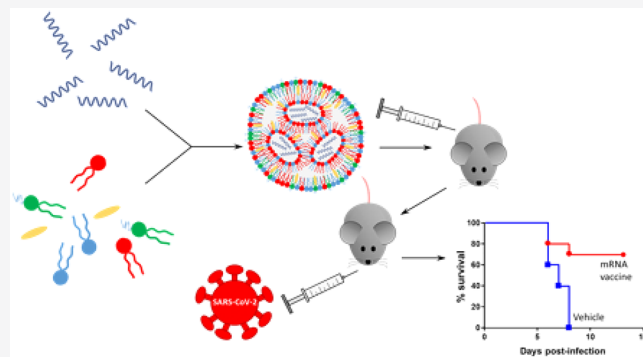 SARS-CoV-2
100
80
60
40
20
0
% survival
mRNA
vaccine
Vehicle
0 5 10
Days post-infection